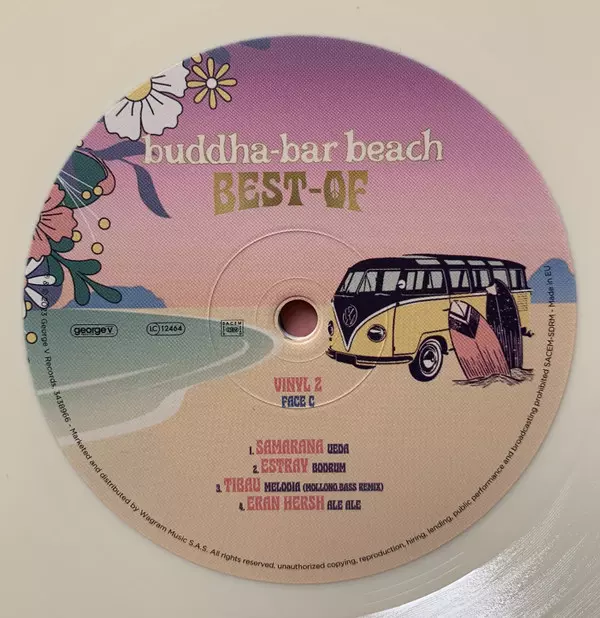 buddha-bar beach
BEST-OF
george V
LC 12464
SACEM
SDRM
VINYL 2
FACE C
1. SAMARANA UEDA
2. ESTRAY BODRUM
3. TIBAU MELODIA (MOLLONO.BASS REMIX)
4. ERAN HERSH ALE ALE
2023 George V Records. 3438966 - Marketed and distributed by Wagram Music S.A.S. All rights reserved, unauthorized copying, reproduction, hiring, lending, public performance and broadcasting prohibited SACEM-SDRM - Made in EU